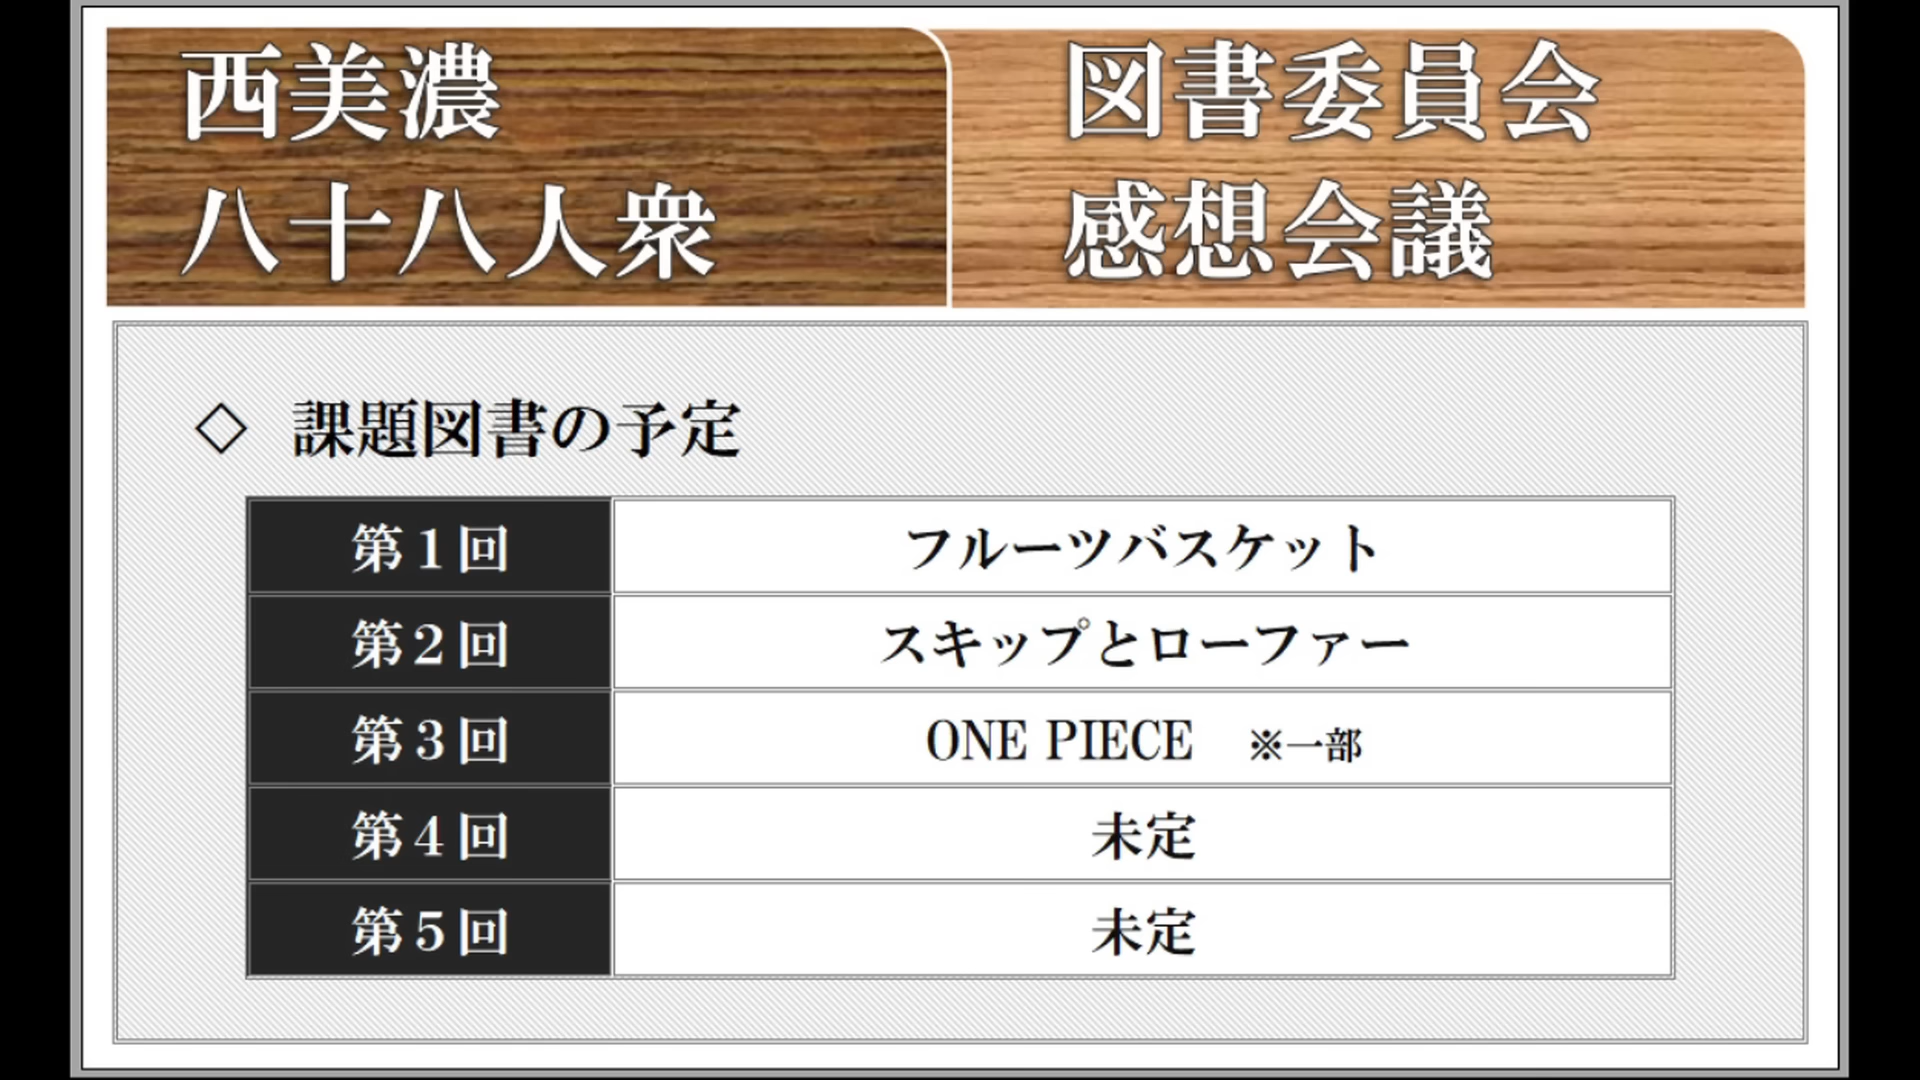 西美濃
八十八人衆
図書委員会
感想会議
◇ 課題図書の予定
第1回 フルーツバスケット
第2回 スキップとローファー
第3回 ONE PIECE ※一部
第4回 未定
第5回 未定